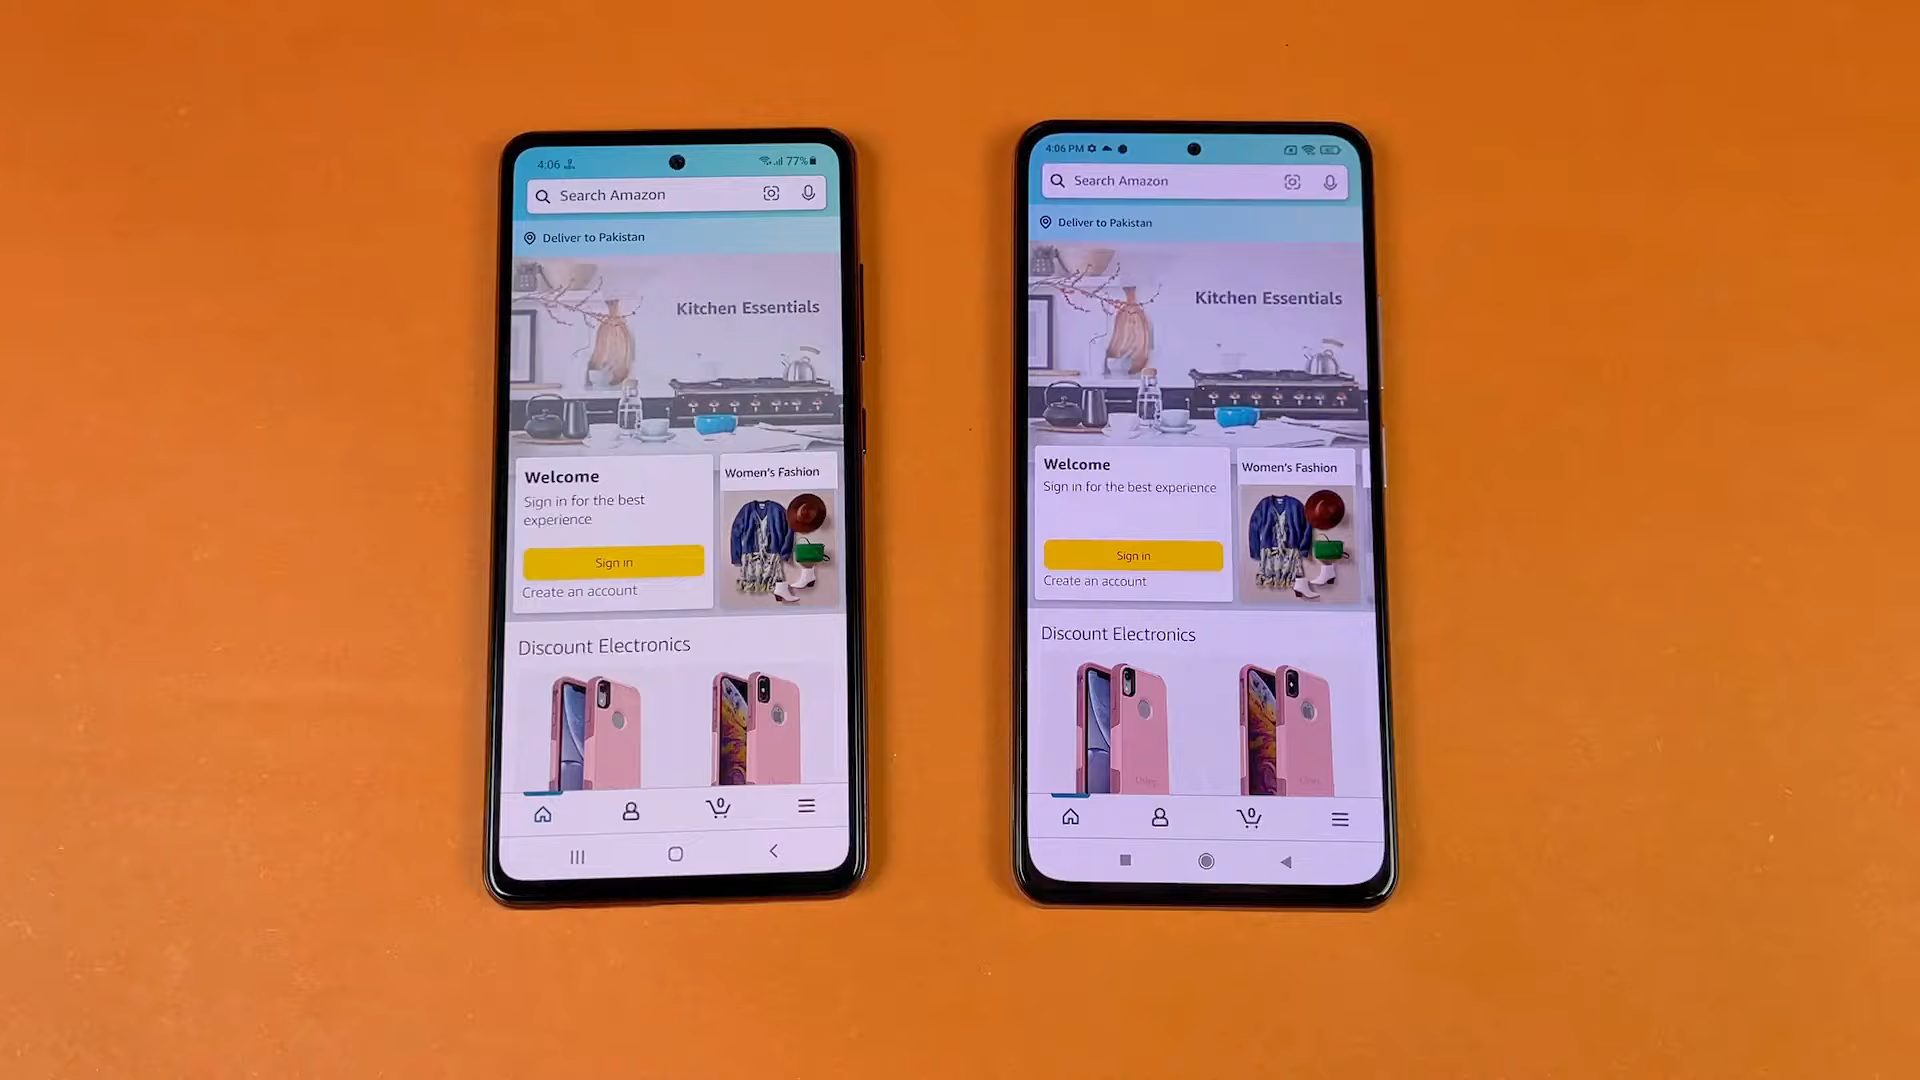 4:06
77%
Search Amazon
Deliver to Pakistan
Kitchen Essentials
Welcome
Sign in for the best
experience
Sign in
Create an account
Women's Fashion
Discount Electronics
0
4:06 PM
Search Amazon
Deliver to Pakistan
Kitchen Essentials
Welcome
Sign in for the best experience
Sign in
Create an account
Women's Fashion
Discount Electronics
0